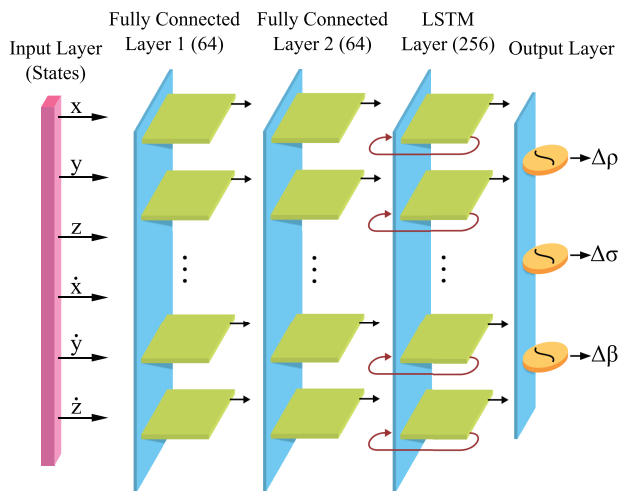 Input Layer
(States)
Fully Connected
Layer 1 (64)
Fully Connected
Layer 2 (64)
LSTM
Layer (256)
Output Layer
x
y
z
ẋ
ẏ
ż
Δρ
Δσ
Δβ